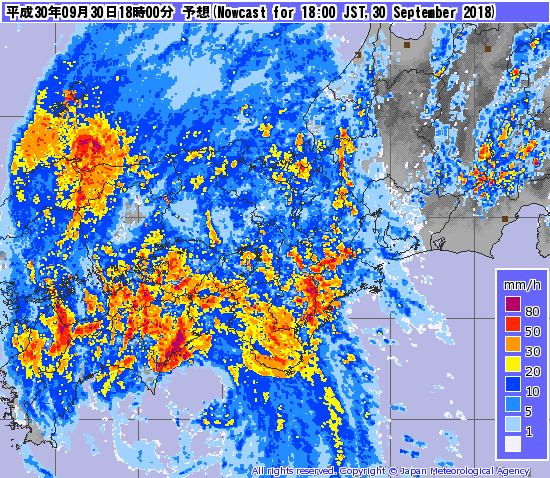 平成30年09月30日18時00分 予想(Nowcast for 18:00 JST,30 September 2018)
mm/h
80
50
30
20
10
5
1
All rights reserved. Copyright © Japan Meteorological Agency